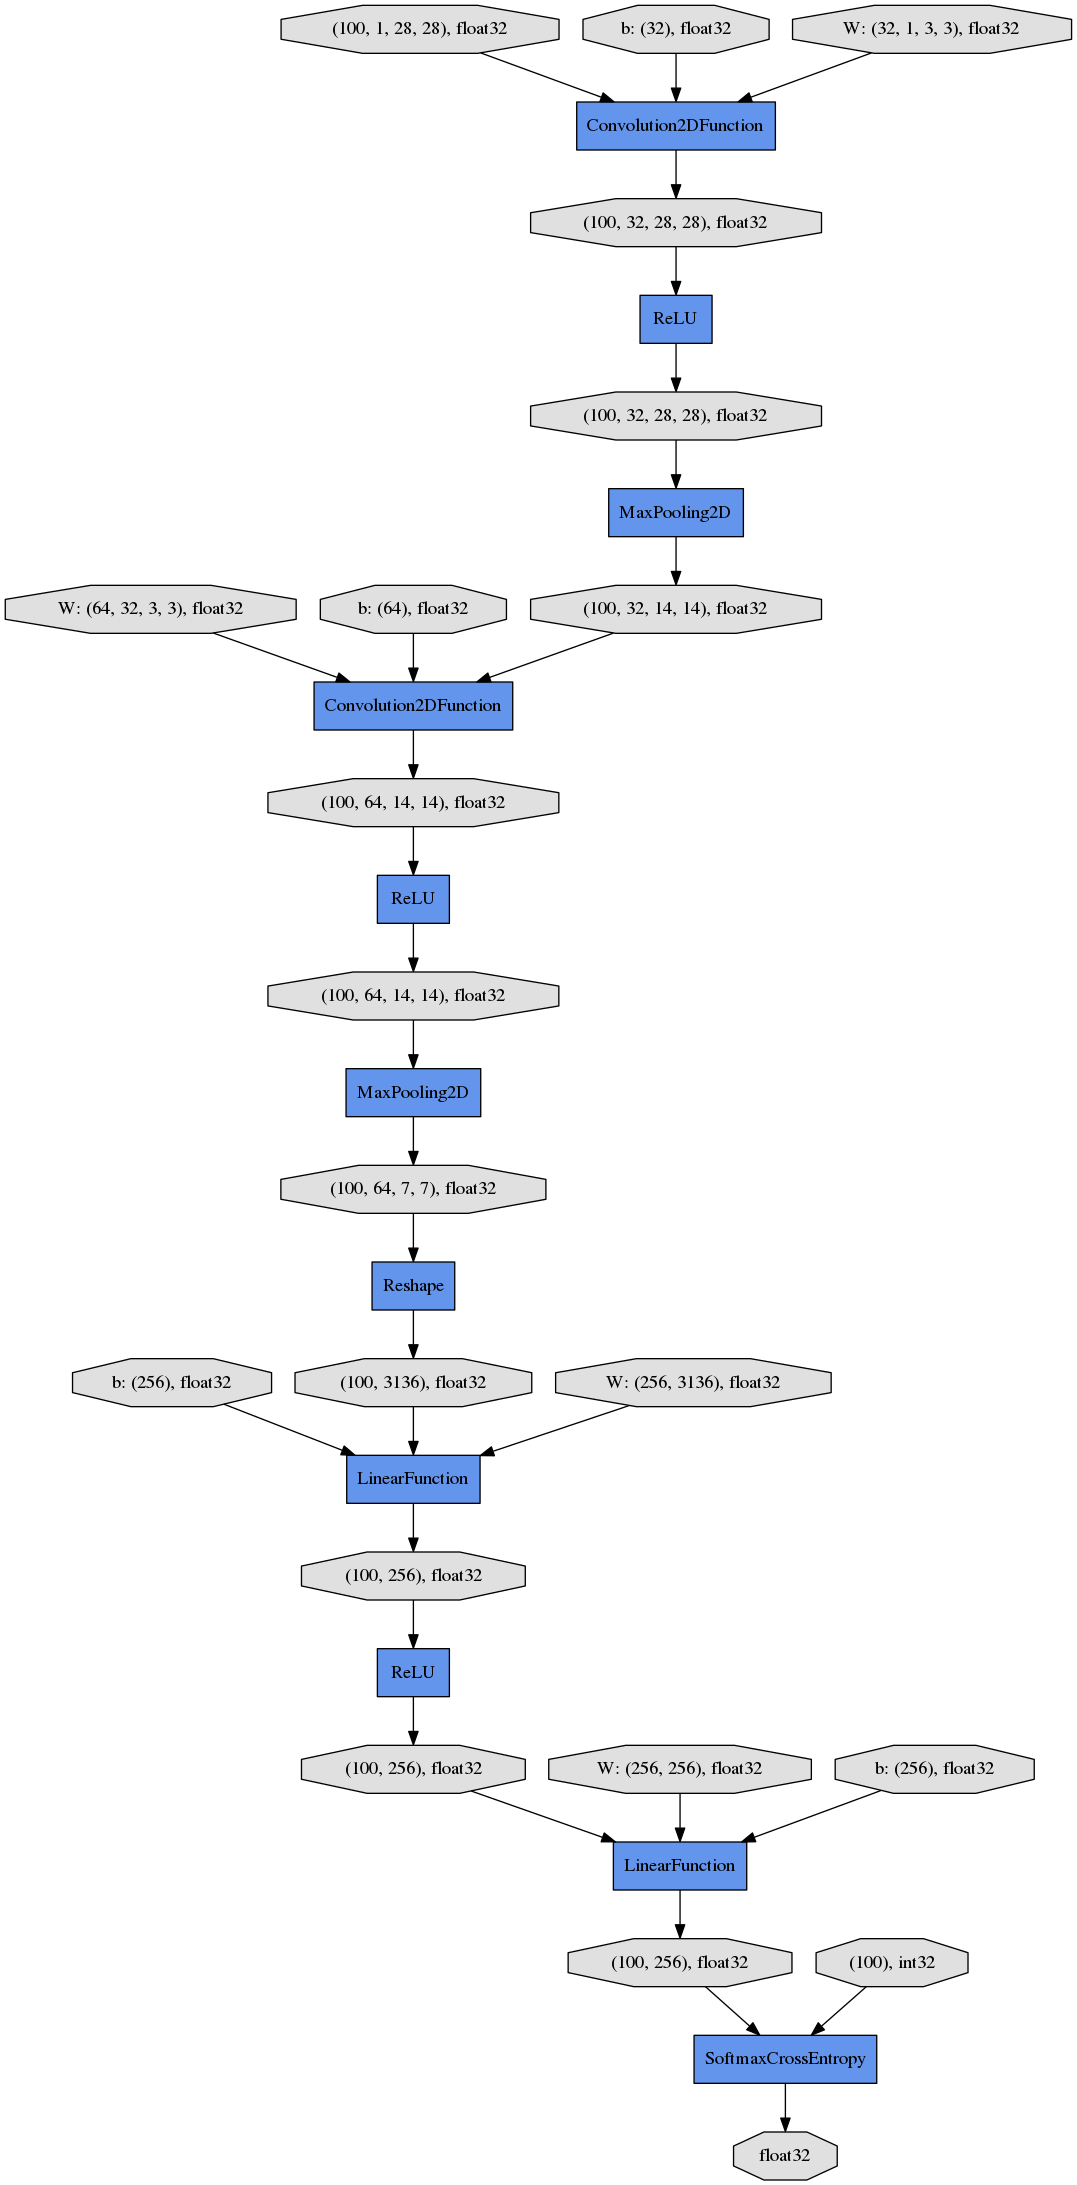 (100, 1, 28, 28), float32
b: (32), float32
W: (32, 1, 3, 3), float32
Convolution2DFunction
(100, 32, 28, 28), float32
ReLU
(100, 32, 28, 28), float32
MaxPooling2D
W: (64, 32, 3, 3), float32
b: (64), float32
(100, 32, 14, 14), float32
Convolution2DFunction
(100, 64, 14, 14), float32
ReLU
(100, 64, 14, 14), float32
MaxPooling2D
(100, 64, 7, 7), float32
Reshape
b: (256), float32
(100, 3136), float32
W: (256, 3136), float32
LinearFunction
(100, 256), float32
ReLU
(100, 256), float32
W: (256, 256), float32
b: (256), float32
LinearFunction
(100, 256), float32
(100), int32
SoftmaxCrossEntropy
float32